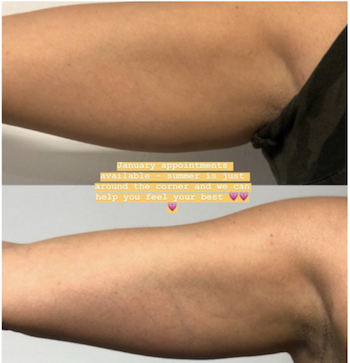 January appointments
available - summer is just
around the corner and we can
help you feel your best 💗💗
💗